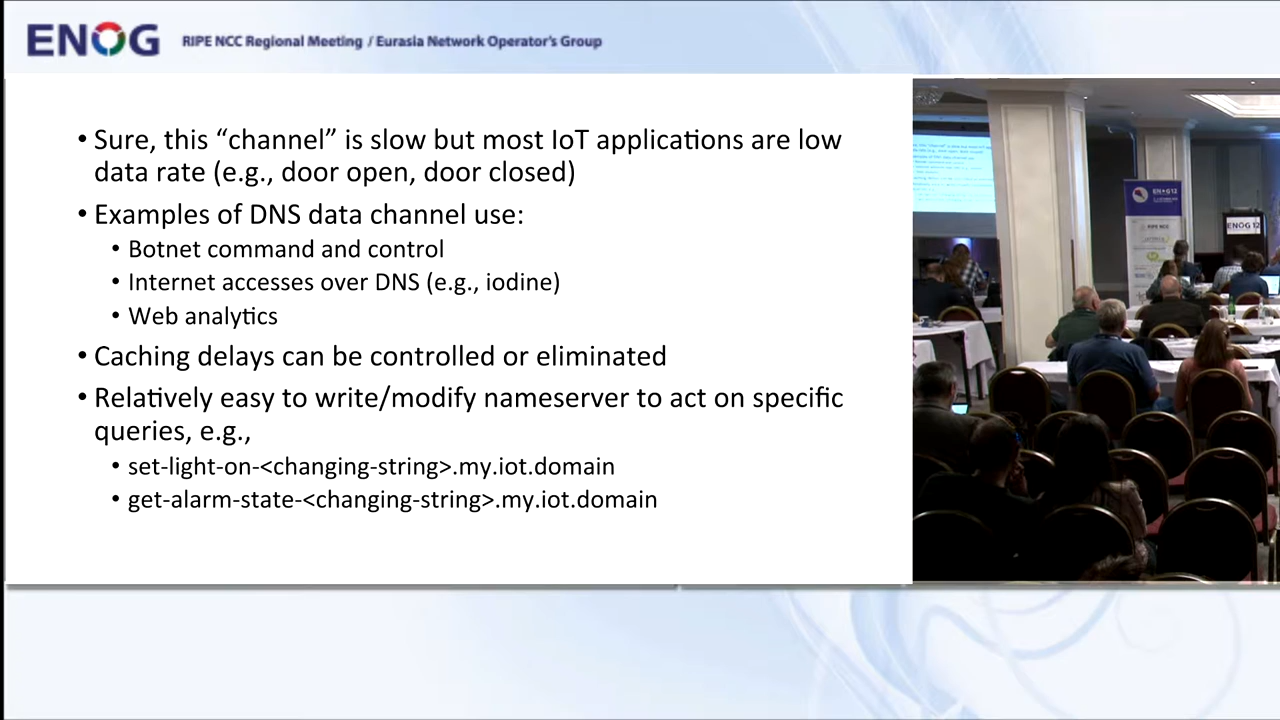 ENOG
RIPE NCC Regional Meeting / Eurasia Network Operator's Group
• Sure, this “channel” is slow but most IoT applications are low
data rate (e.g., door open, door closed)
• Examples of DNS data channel use:
• Botnet command and control
• Internet accesses over DNS (e.g., iodine)
• Web analytics
• Caching delays can be controlled or eliminated
• Relatively easy to write/modify nameserver to act on specific
queries, e.g.,
• set-light-on-<changing-string>.my.iot.domain
• get-alarm-state-<changing-string>.my.iot.domain
ENOG12
RIPE NCC
ENOG 12